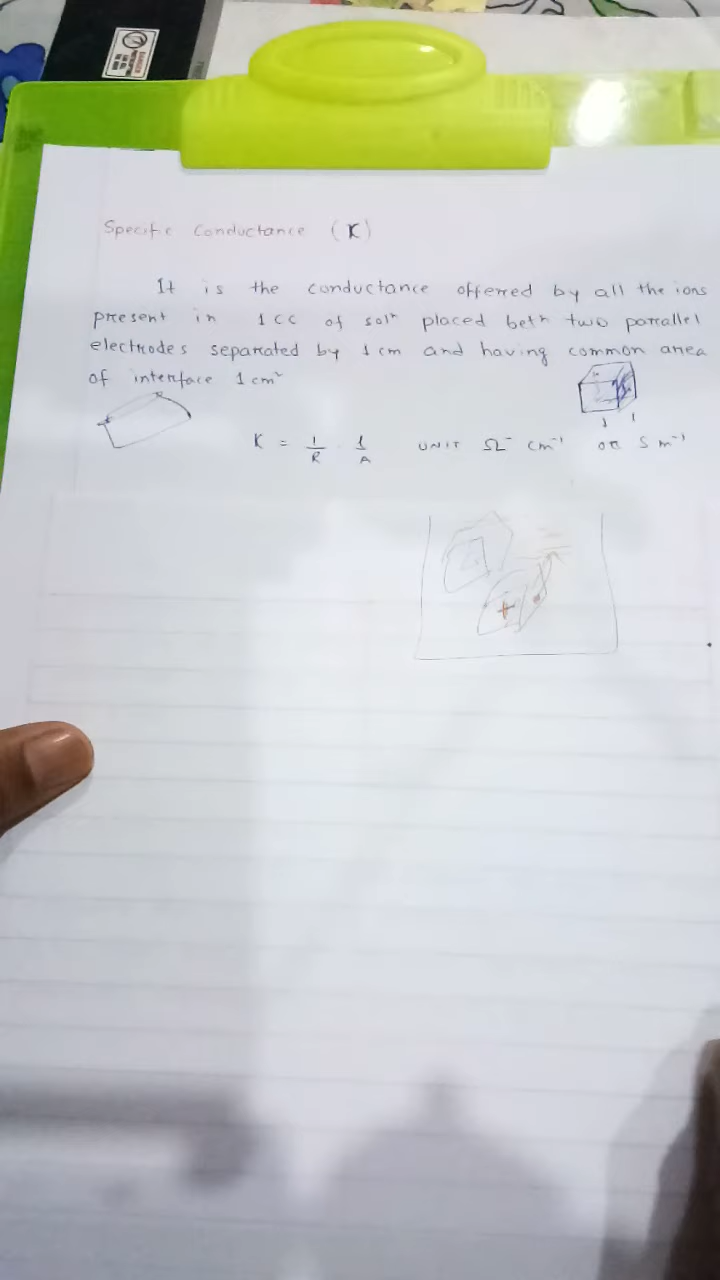 Specific Conductance (K)
It is the conductance offerred by all the ions
present in 1 cc of solⁿ placed betⁿ two parallel
electrodes separated by 1 cm and having common area
of interface 1 cm²
K = 1/R · l/A UNIT Ω⁻ cm⁻¹ or S m⁻¹